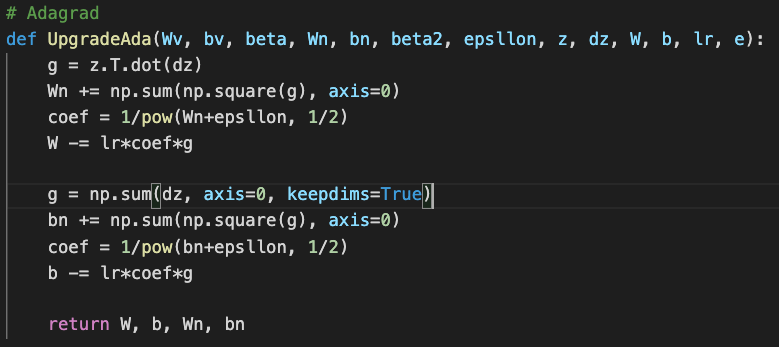 # Adagrad
def UpgradeAda(Wv, bv, beta, Wn, bn, beta2, epsllon, z, dz, W, b, lr, e):
g = z.T.dot(dz)
Wn += np.sum(np.square(g), axis=0)
coef = 1/pow(Wn+epsllon, 1/2)
W -= lr*coef*g
g = np.sum(dz, axis=0, keepdims=True)
bn += np.sum(np.square(g), axis=0)
coef = 1/pow(bn+epsllon, 1/2)
b -= lr*coef*g
return W, b, Wn, bn